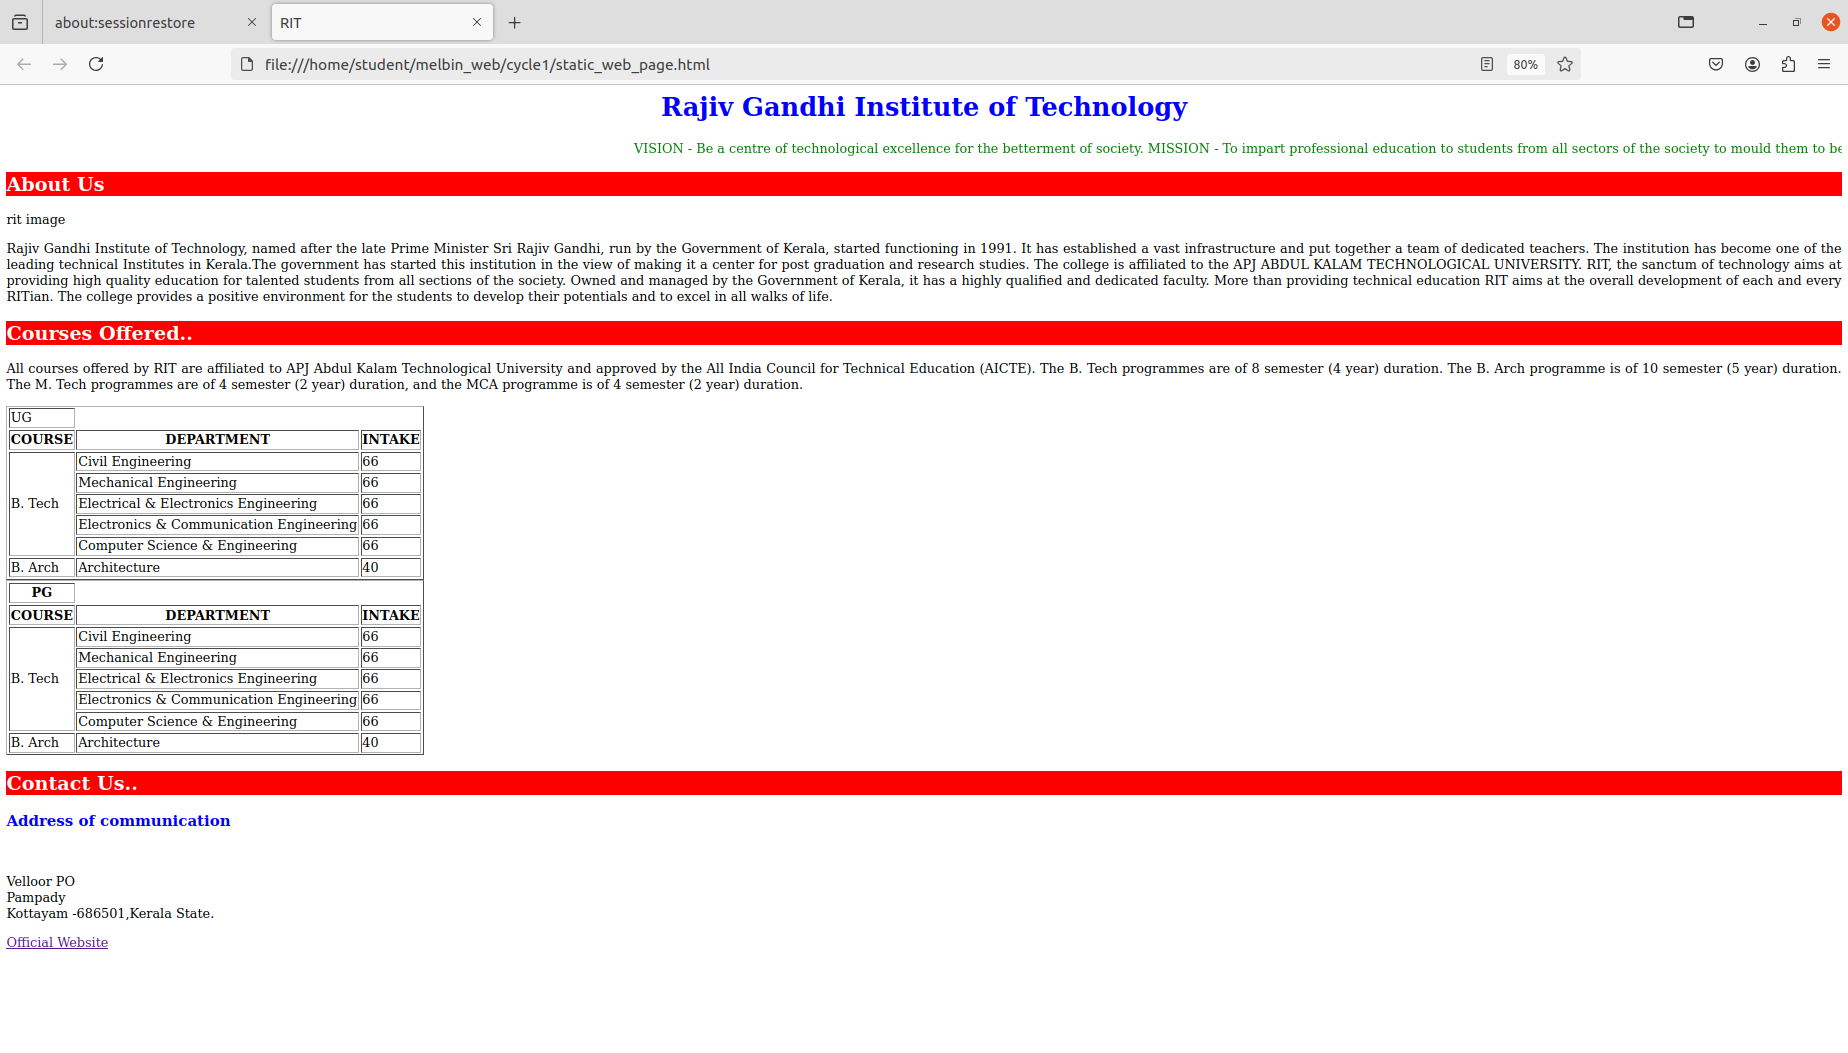 about:sessionrestore
RIT
file:///home/student/melbin_web/cycle1/static_web_page.html
80%
Rajiv Gandhi Institute of Technology
VISION - Be a centre of technological excellence for the betterment of society. MISSION - To impart professional education to students from all sectors of the society to mould them to be
About Us
rit image
Rajiv Gandhi Institute of Technology, named after the late Prime Minister Sri Rajiv Gandhi, run by the Government of Kerala, started functioning in 1991. It has established a vast infrastructure and put together a team of dedicated teachers. The institution has become one of the
leading technical Institutes in Kerala.The government has started this institution in the view of making it a center for post graduation and research studies. The college is affiliated to the APJ ABDUL KALAM TECHNOLOGICAL UNIVERSITY. RIT, the sanctum of technology aims at
providing high quality education for talented students from all sections of the society. Owned and managed by the Government of Kerala, it has a highly qualified and dedicated faculty. More than providing technical education RIT aims at the overall development of each and every
RITian. The college provides a positive environment for the students to develop their potentials and to excel in all walks of life.
Courses Offered..
All courses offered by RIT are affiliated to APJ Abdul Kalam Technological University and approved by the All India Council for Technical Education (AICTE). The B. Tech programmes are of 8 semester (4 year) duration. The B. Arch programme is of 10 semester (5 year) duration.
The M. Tech programmes are of 4 semester (2 year) duration, and the MCA programme is of 4 semester (2 year) duration.
UG
COURSE DEPARTMENT INTAKE
Civil Engineering 66
Mechanical Engineering 66
B. Tech Electrical & Electronics Engineering 66
Electronics & Communication Engineering 66
Computer Science & Engineering 66
B. Arch Architecture 40
PG
COURSE DEPARTMENT INTAKE
Civil Engineering 66
Mechanical Engineering 66
B. Tech Electrical & Electronics Engineering 66
Electronics & Communication Engineering 66
Computer Science & Engineering 66
B. Arch Architecture 40
Contact Us..
Address of communication
Velloor PO
Pampady
Kottayam -686501,Kerala State.
Official Website